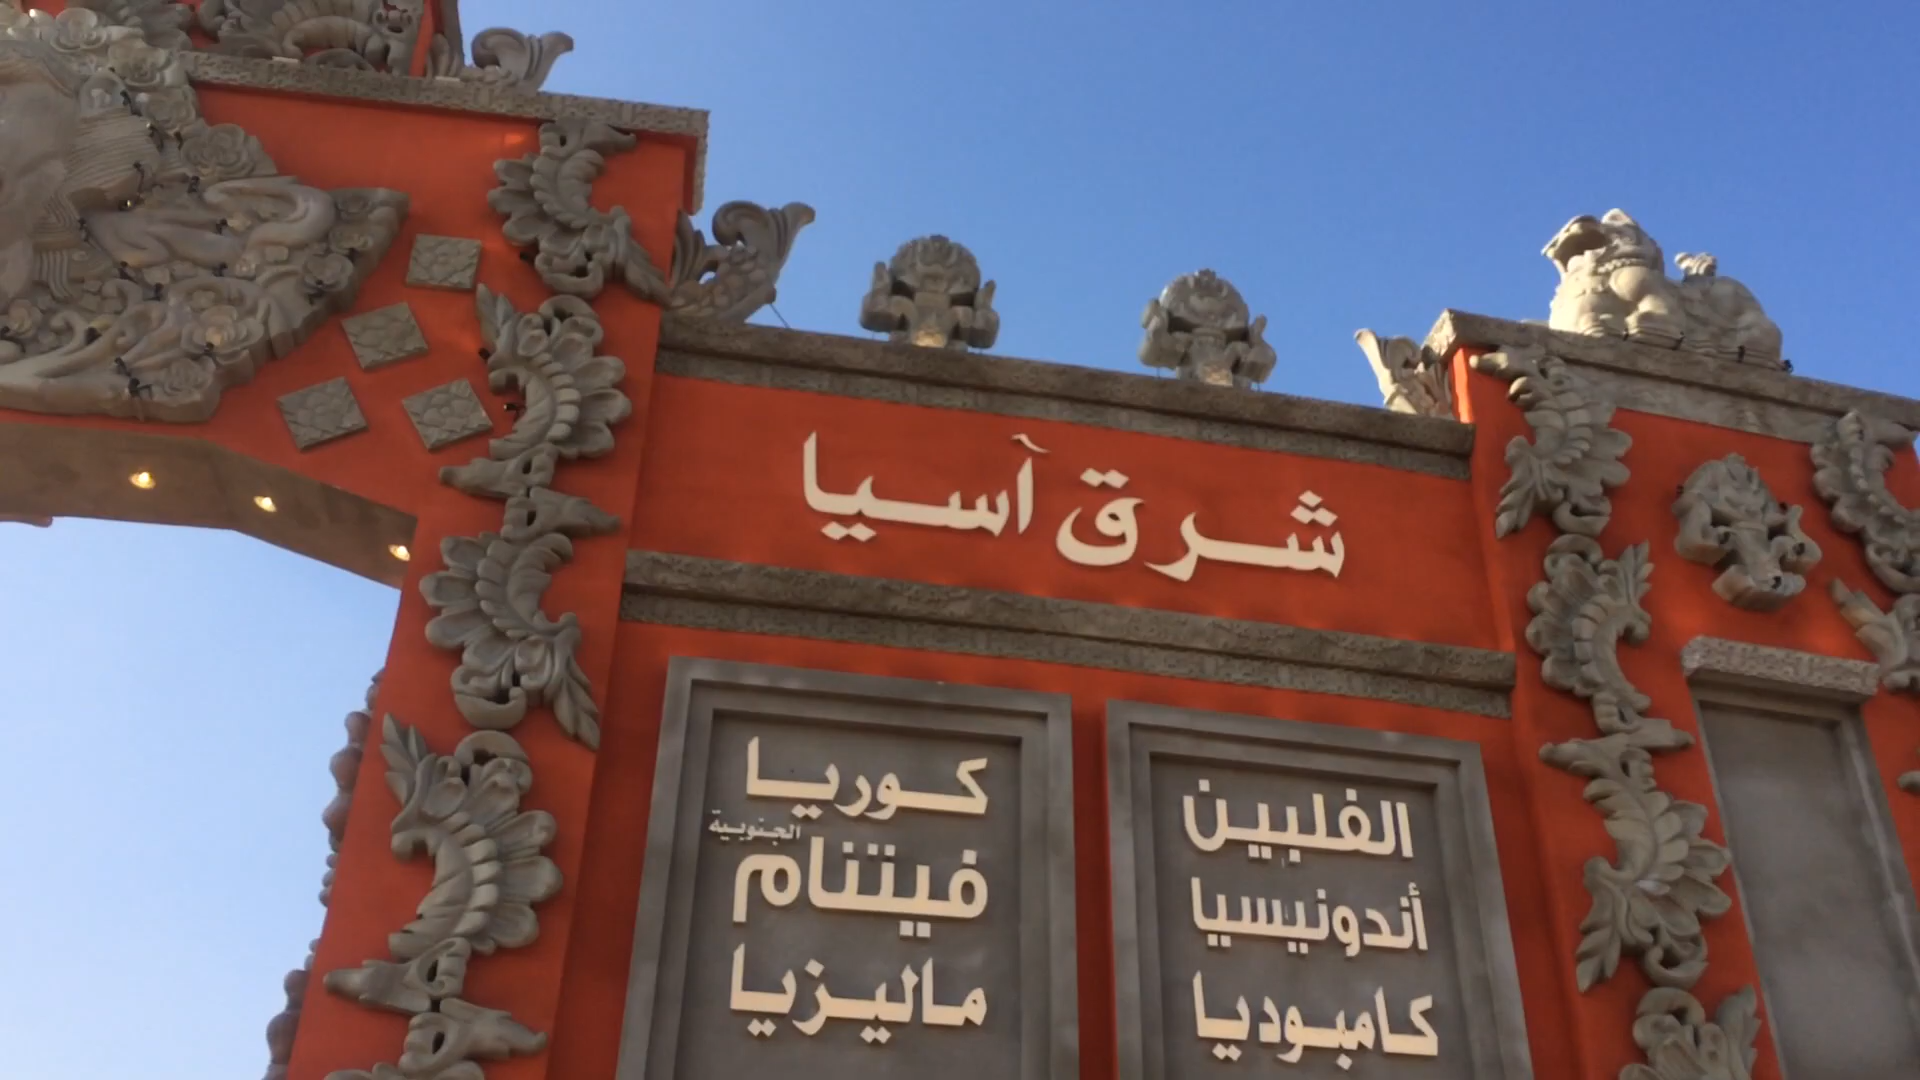 شرق آسيا
الفلبين
أندونيسيا
كامبوديا
كوريا
الجنوبية
فيتنام
ماليزيا